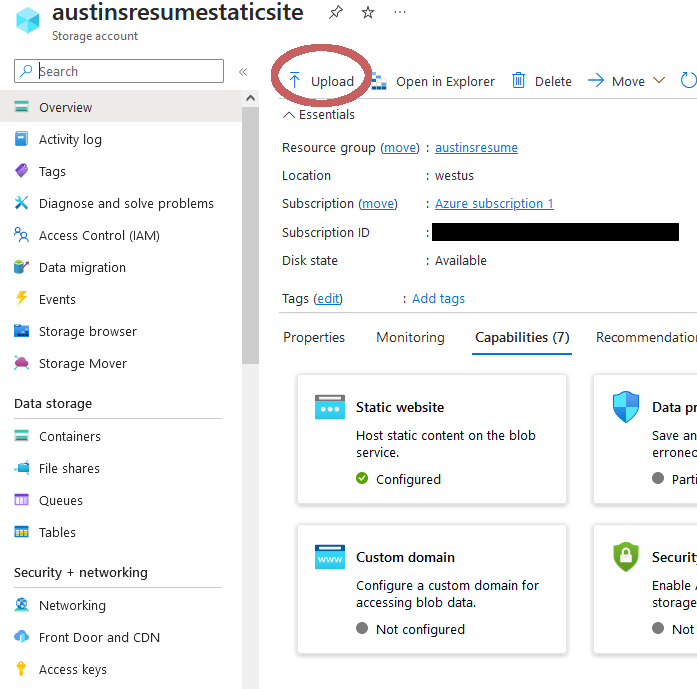 austinsresumestaticsite
Storage account
Search
Upload
Open in Explorer
Delete
Move
Overview
Activity log
Tags
Diagnose and solve problems
Access Control (IAM)
Data migration
Events
Storage browser
Storage Mover
Data storage
Containers
File shares
Queues
Tables
Security + networking
Networking
Front Door and CDN
Access keys
Essentials
Resource group (move) : austinsresume
Location : westus
Subscription (move) : Azure subscription 1
Subscription ID :
Disk state : Available
Tags (edit) : Add tags
Properties Monitoring Capabilities (7) Recommendation
Static website
Host static content on the blob
service.
Configured
Data pr
Save an
erroneo
Parti
www
Custom domain
Configure a custom domain for
accessing blob data.
Not configured
Securit
Enable
storage
Not